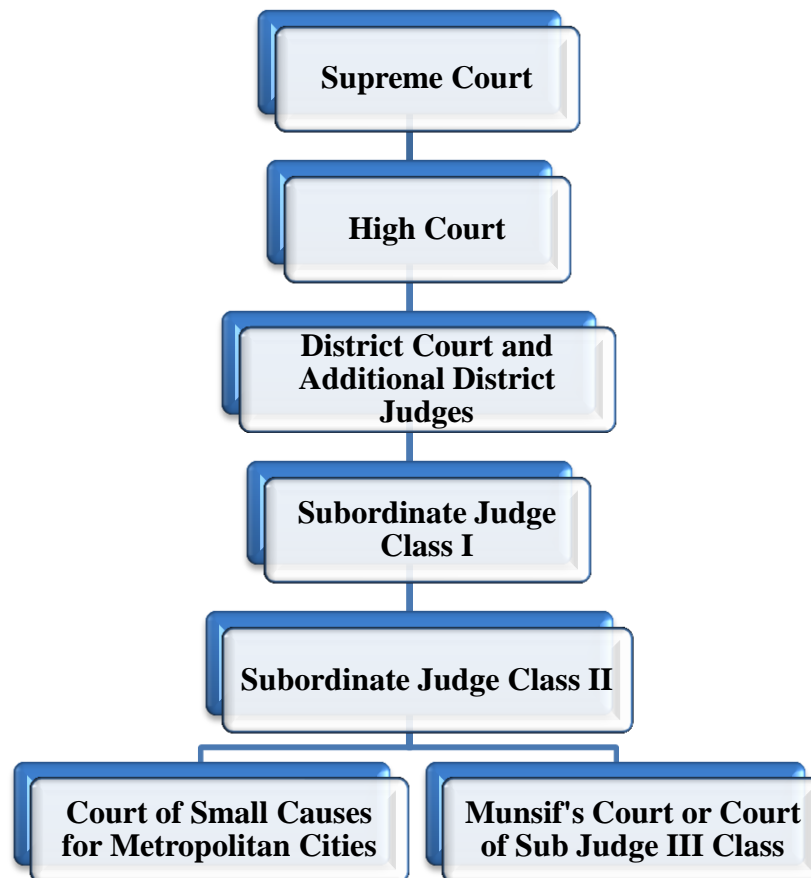 Supreme Court
High Court
District Court and
Additional District
Judges
Subordinate Judge
Class I
Subordinate Judge Class II
Court of Small Causes
for Metropolitan Cities
Munsif's Court or Court
of Sub Judge III Class